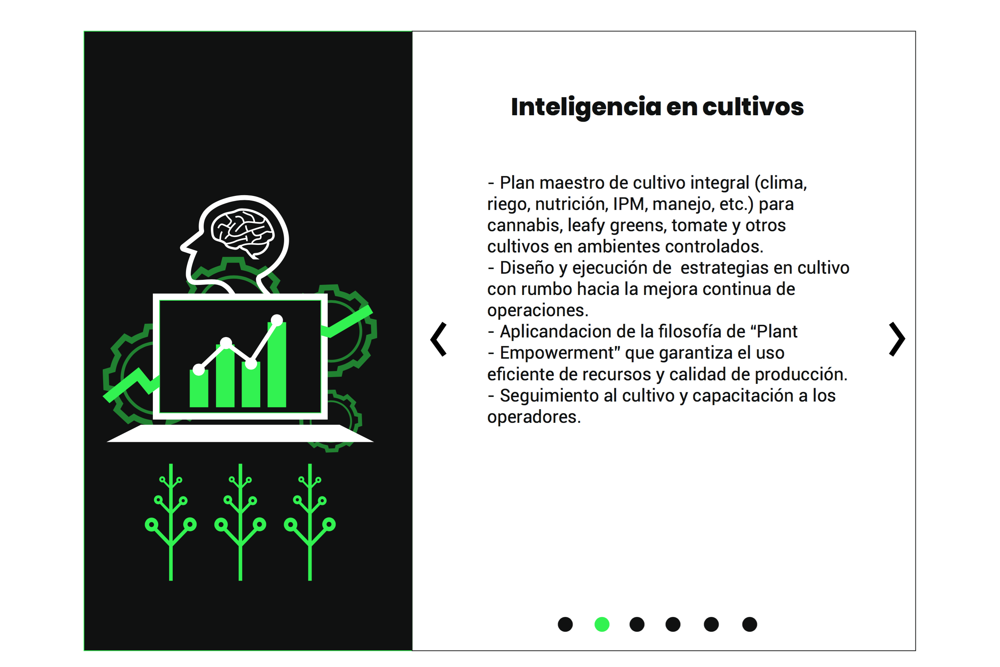 Inteligencia en cultivos
- Plan maestro de cultivo integral (clima,
riego, nutrición, IPM, manejo, etc.) para
cannabis, leafy greens, tomate y otros
cultivos en ambientes controlados.
- Diseño y ejecución de  estrategias en cultivo
con rumbo hacia la mejora continua de
operaciones.
- Aplicandacion de la filosofía de “Plant
- Empowerment” que garantiza el uso
eficiente de recursos y calidad de producción.
- Seguimiento al cultivo y capacitación a los
operadores.